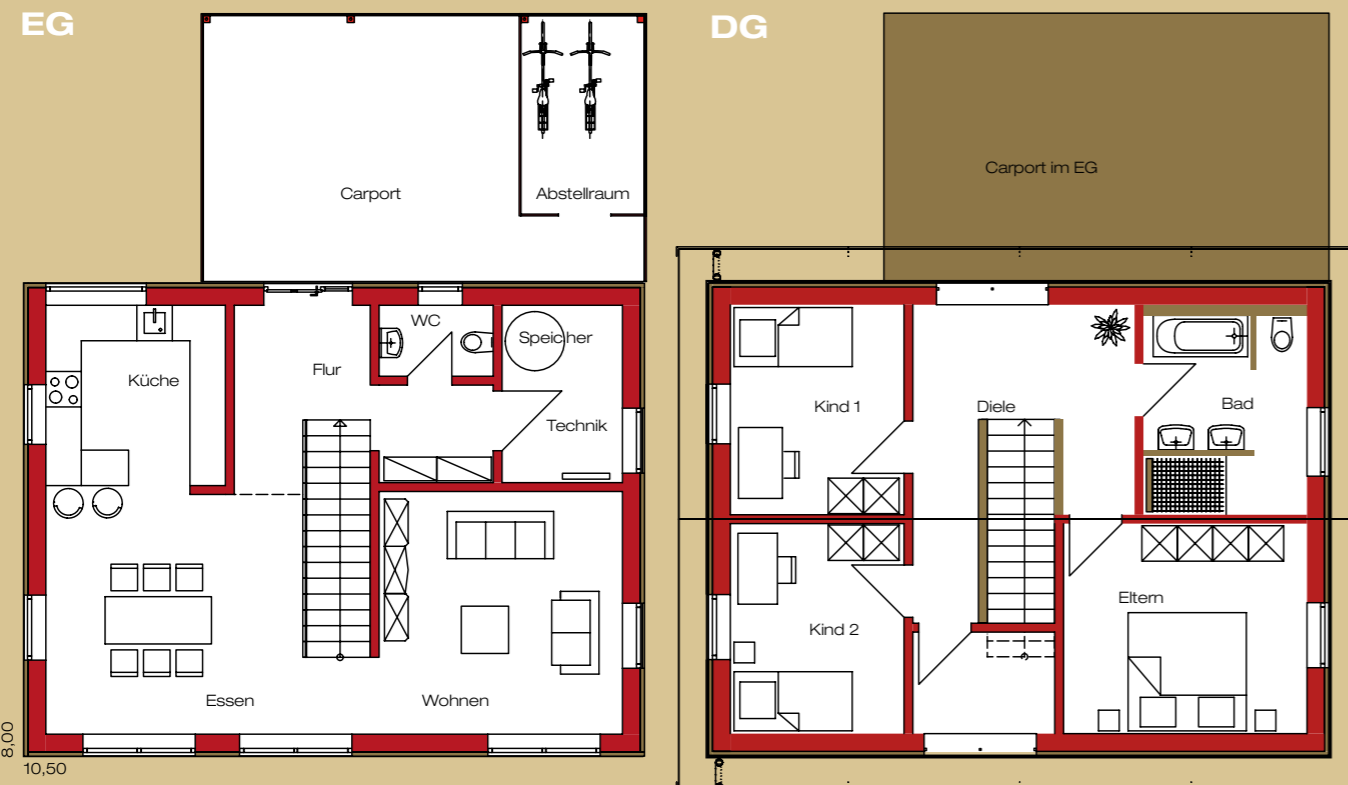 EG
Carport
Abstellraum
WC
Speicher
Flur
Küche
Technik
Essen
Wohnen
8,00
10,50
DG
Carport im EG
Kind 1
Diele
Bad
Eltern
Kind 2